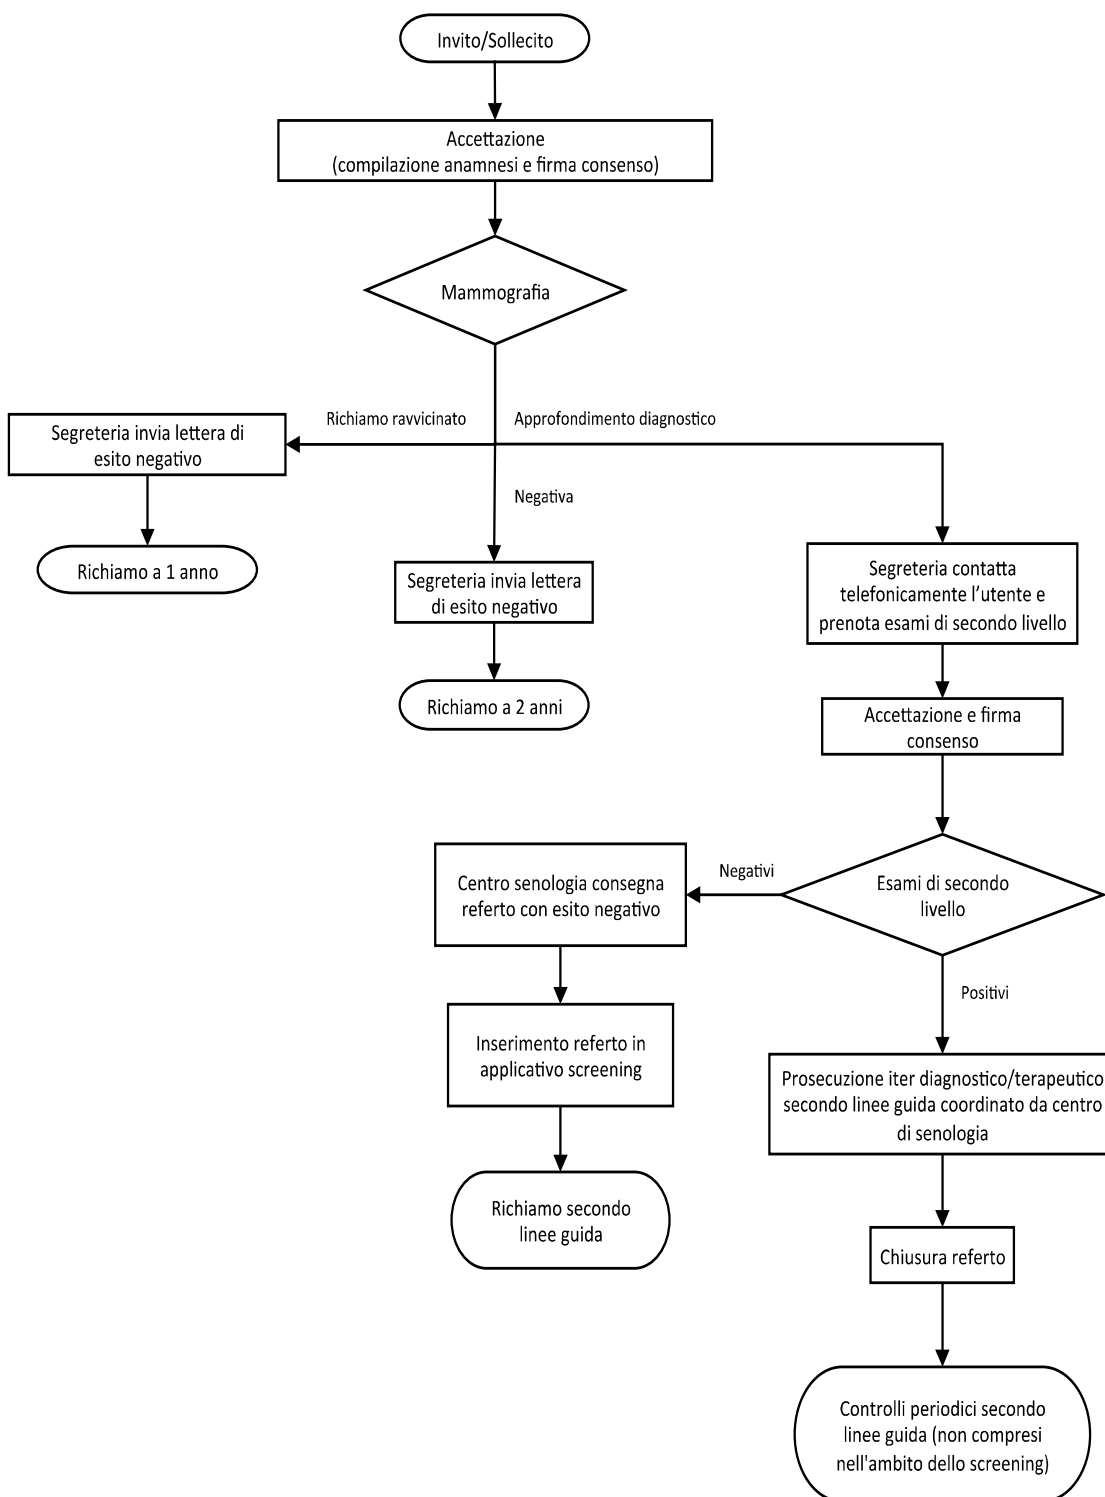 Invito/Sollecito
Accettazione
(compilazione anamnesi e firma consenso)
Mammografia
Richiamo ravvicinato
Approfondimento diagnostico
Segreteria invia lettera di
esito negativo
Negativa
Richiamo a 1 anno
Segreteria invia lettera
di esito negativo
Segreteria contatta
telefonicamente l’utente e
prenota esami di secondo livello
Richiamo a 2 anni
Accettazione e firma
consenso
Negativi
Centro senologia consegna
referto con esito negativo
Esami di secondo
livello
Positivi
Inserimento referto in
applicativo screening
Prosecuzione iter diagnostico/terapeutico
secondo linee guida coordinato da centro
di senologia
Richiamo secondo
linee guida
Chiusura referto
Controlli periodici secondo
linee guida (non compresi
nell'ambito dello screening)